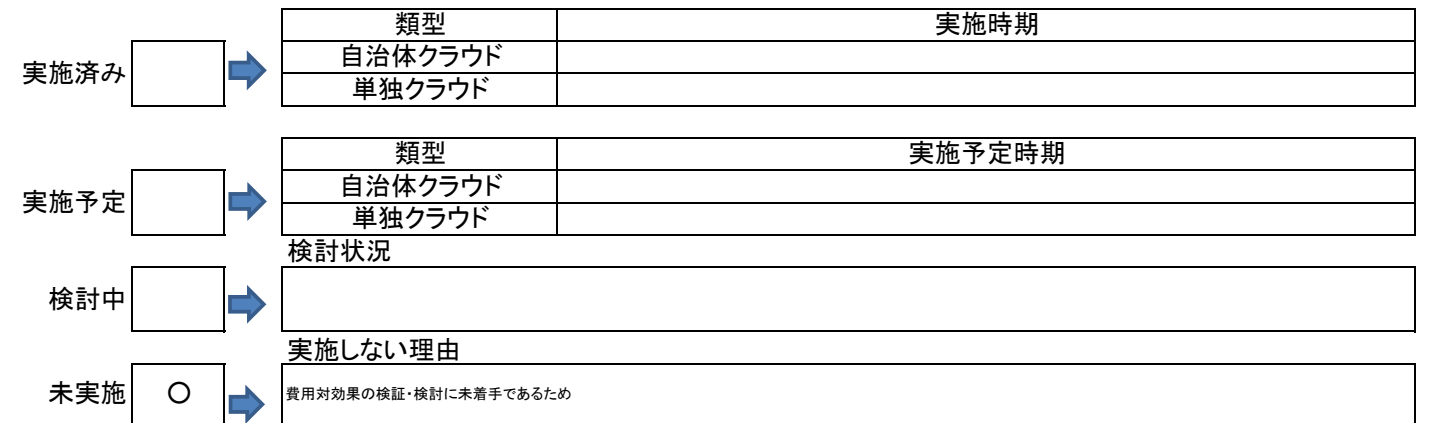 類型 実施時期
実施済み 自治体クラウド
単独クラウド
類型 実施予定時期
実施予定 自治体クラウド
単独クラウド
検討状況
検討中
実施しない理由
未実施 〇 費用対効果の検証・検討に未着手であるため